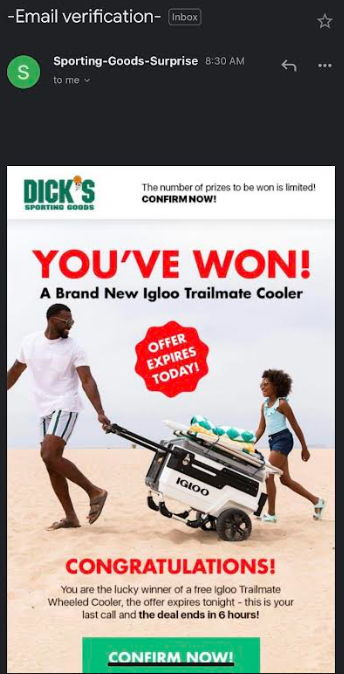 -Email verification- Inbox
S
Sporting-Goods-Surprise 8:30 AM
to me
DICK'S
SPORTING GOODS
The number of prizes to be won is limited!
CONFIRM NOW!
YOU'VE WON!
A Brand New Igloo Trailmate Cooler
OFFER
EXPIRES
TODAY!
IGLOO
CONGRATULATIONS!
You are the lucky winner of a free Igloo Trailmate
Wheeled Cooler, the offer expires tonight - this is your
last call and the deal ends in 6 hours!
CONFIRM NOW!